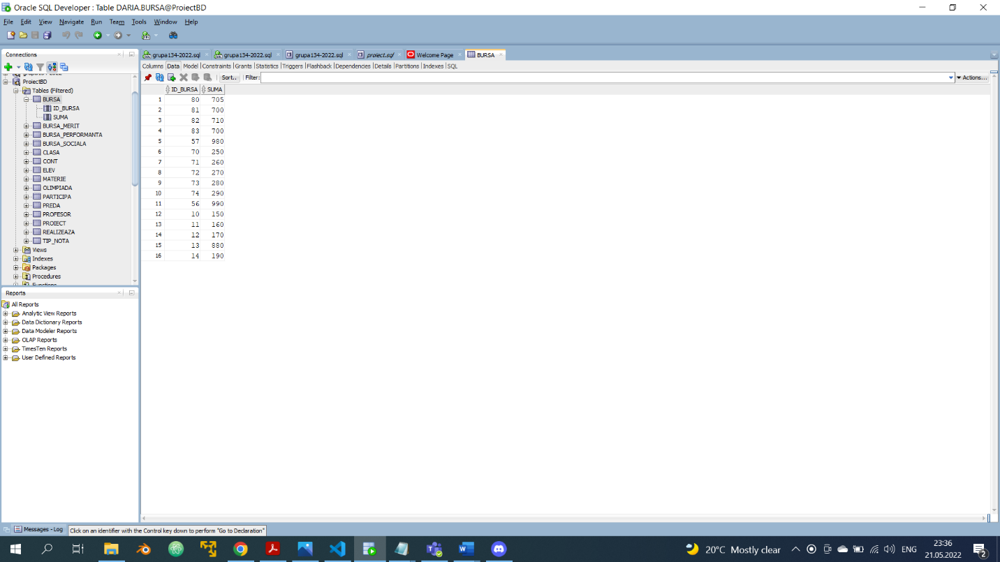 Oracle SQL Developer : Table DARIA.BURSA@ProiectBD
File Edit View Navigate Run Team Tools Window Help
Connections
grupa134-2022.sql
grupa134-2022.sql
grupa134-2022.sql
proiect.sql
Welcome Page
BURSA
Columns Data Model Constraints Grants Statistics Triggers Flashback Dependencies Details Partitions Indexes SQL
Sort.. Filter: Actions...
ProiectBD
Tables (Filtered)
BURSA
ID_BURSA
SUMA
BURSA_MERIT
BURSA_PERFORMANTA
BURSA_SOCIALA
CLASA
CONT
ELEV
MATERIE
OLIMPIADA
PARTICIPA
PREDA
PROFESOR
PROIECT
REALIZEAZA
TIP_NOTA
Views
Indexes
Packages
Procedures
Functions
ID_BURSA SUMA
1 80 705
2 81 700
3 82 710
4 83 700
5 57 980
6 70 250
7 71 260
8 72 270
9 73 280
10 74 290
11 56 990
12 10 150
13 11 160
14 12 170
15 13 880
16 14 190
Reports
All Reports
Analytic View Reports
Data Dictionary Reports
Data Modeler Reports
OLAP Reports
TimesTen Reports
User Defined Reports
Messages - Log
Click on an identifier with the Control key down to perform "Go to Declaration"
20°C Mostly clear
ENG
23:36
21.05.2022
2